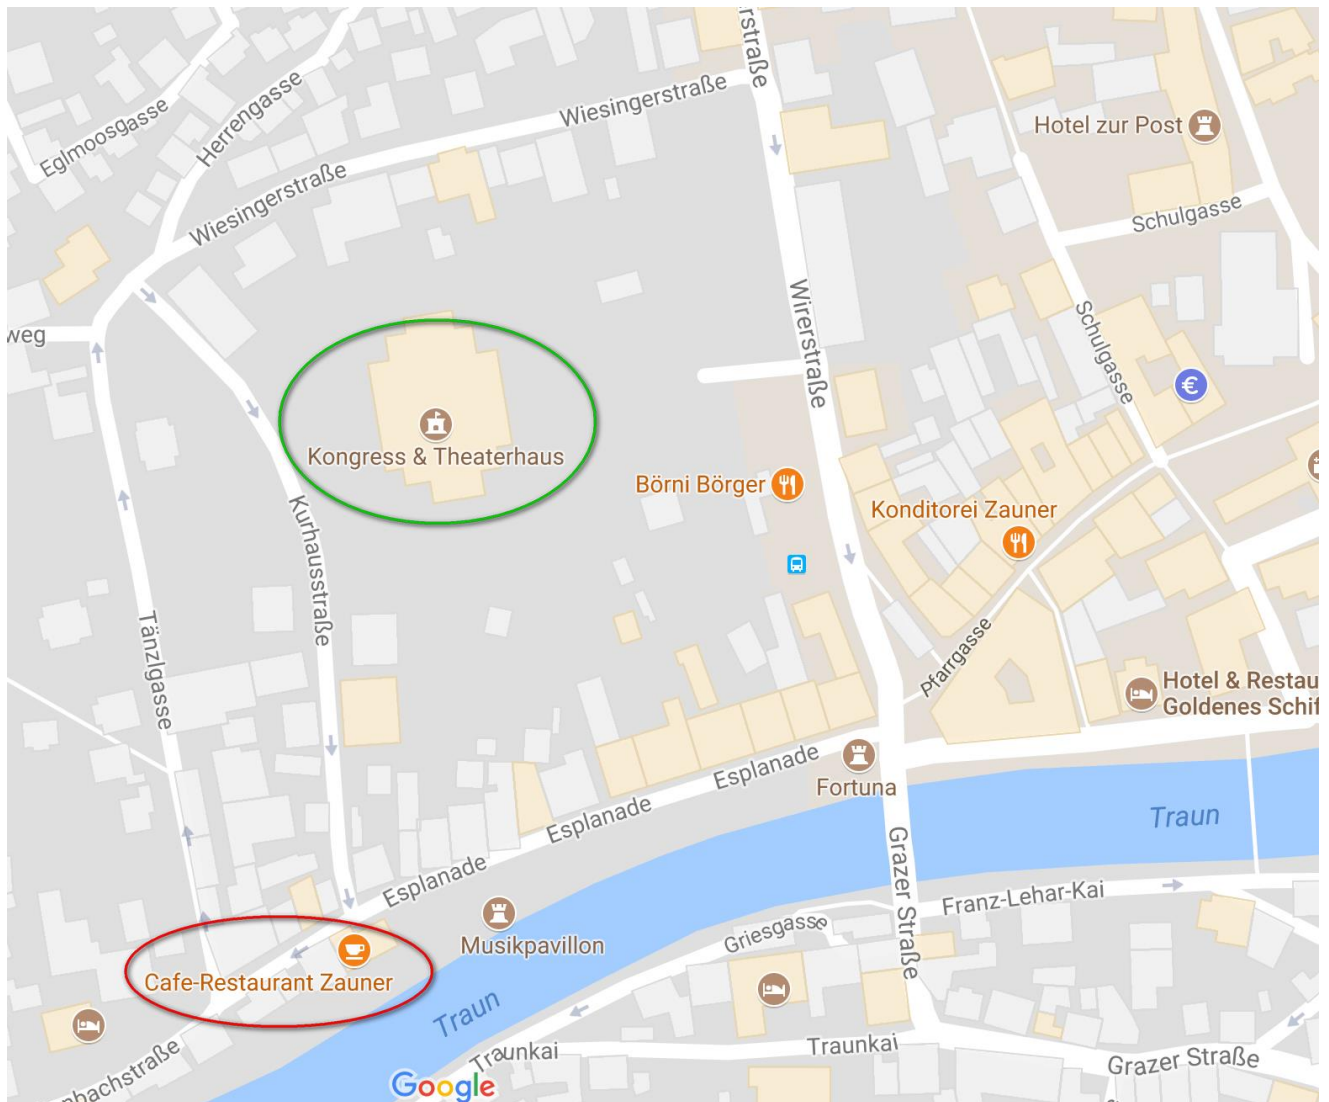 rstraße
Wiesingerstraße
Herrengasse
Eglmoosgasse
Hotel zur Post
Wiesingerstraße
Schulgasse
weg
Wirerstraße
Schulgasse
€
Kongress & Theaterhaus
Börni Börger
Konditorei Zauner
Kurhausstraße
Tänzlgasse
Pfarrgasse
Hotel & Restau
Goldenes Schif
Esplanade
Fortuna
Esplanade
Traun
Esplanade
Grazer Straße
Franz-Lehar-Kai
Musikpavillon
Griesgasse
Cafe-Restaurant Zauner
Traun
Traunkai
Traunkai
Grazer Straße
nbachstraße
Google